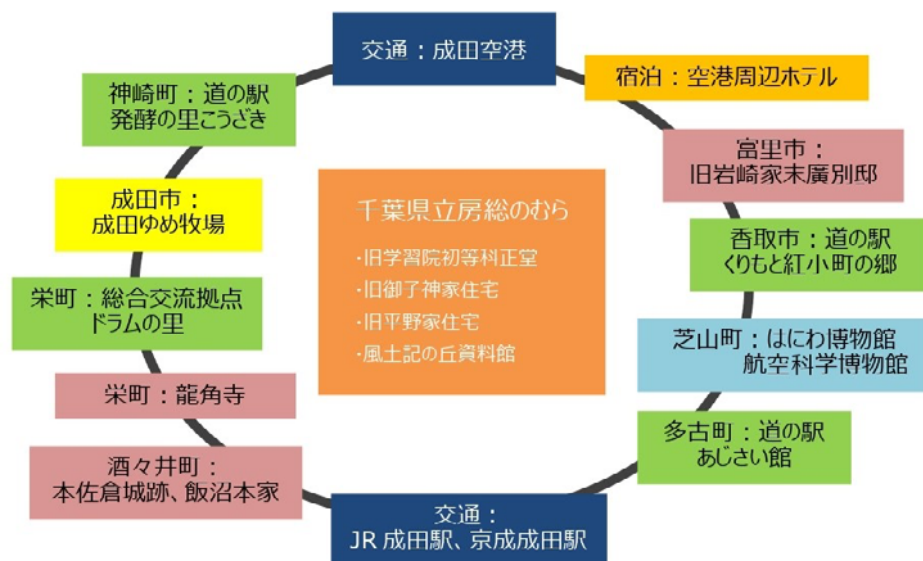 交通：成田空港
宿泊：空港周辺ホテル
神崎町：道の駅
発酵の里こうざき
富里市：
旧岩崎家末廣別邸
成田市：
成田ゆめ牧場
千葉県立房総のむら
・旧学習院初等科正堂
・旧御子神家住宅
・旧平野家住宅
・風土記の丘資料館
香取市：道の駅
くりもと紅小町の郷
栄町：総合交流拠点
ドラムの里
芝山町：はにわ博物館
航空科学博物館
栄町：龍角寺
多古町：道の駅
あじさい館
酒々井町：
本佐倉城跡、飯沼本家
交通：
JR 成田駅、京成成田駅